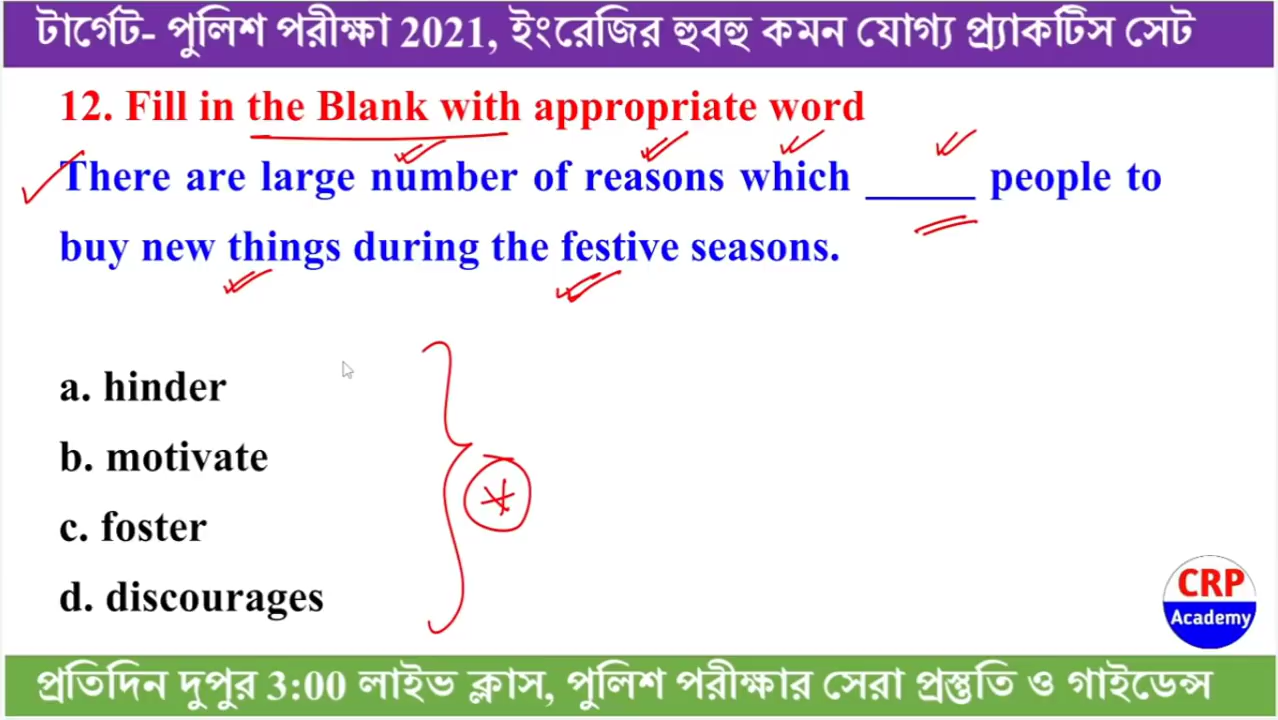 টার্গেট- পুলিশ পরীক্ষা 2021, ইংরেজির হুবহু কমন যোগ্য প্র্যাকটিস সেট
12. Fill in the Blank with appropriate word
There are large number of reasons which _____ people to
buy new things during the festive seasons.
a. hinder
b. motivate
c. foster
d. discourages
CRP
Academy
প্রতিদিন দুপুর 3:00 লাইভ ক্লাস, পুলিশ পরীক্ষার সেরা প্রস্তুতি ও গাইডেন্স